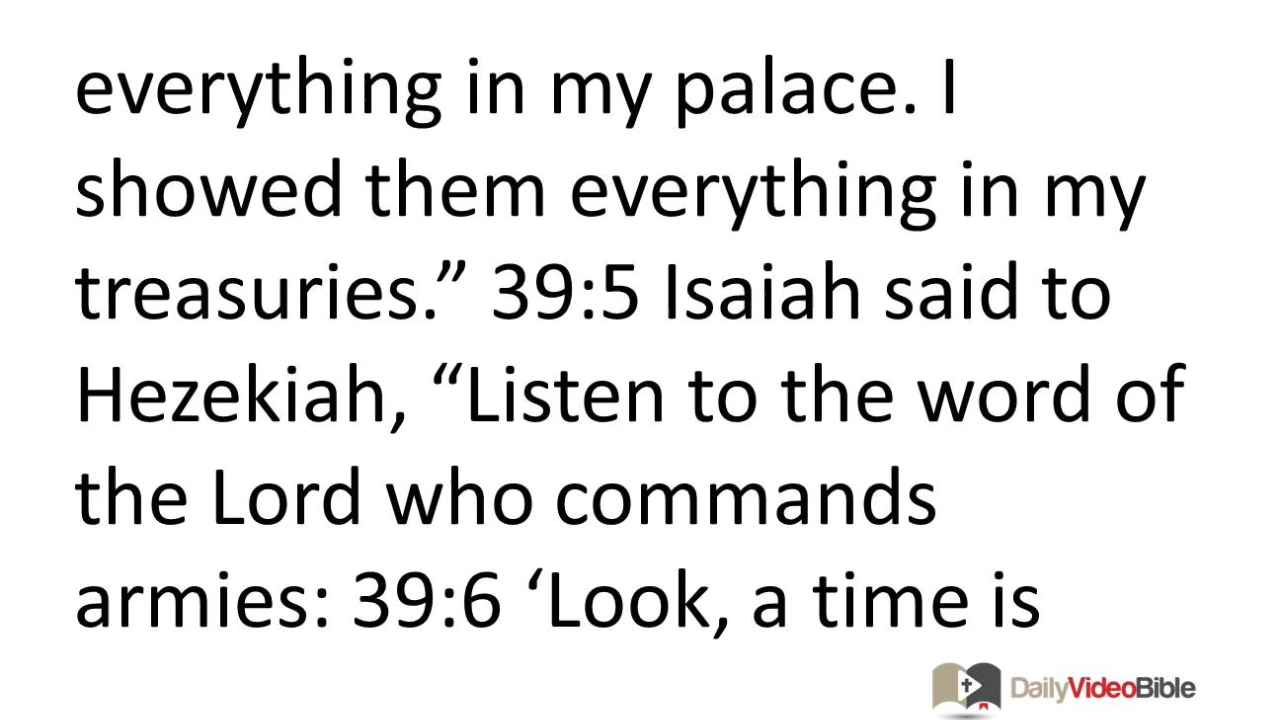 everything in my palace. I
showed them everything in my
treasuries.” 39:5 Isaiah said to
Hezekiah, “Listen to the word of
the Lord who commands
armies: 39:6 ‘Look, a time is
DailyVideoBible